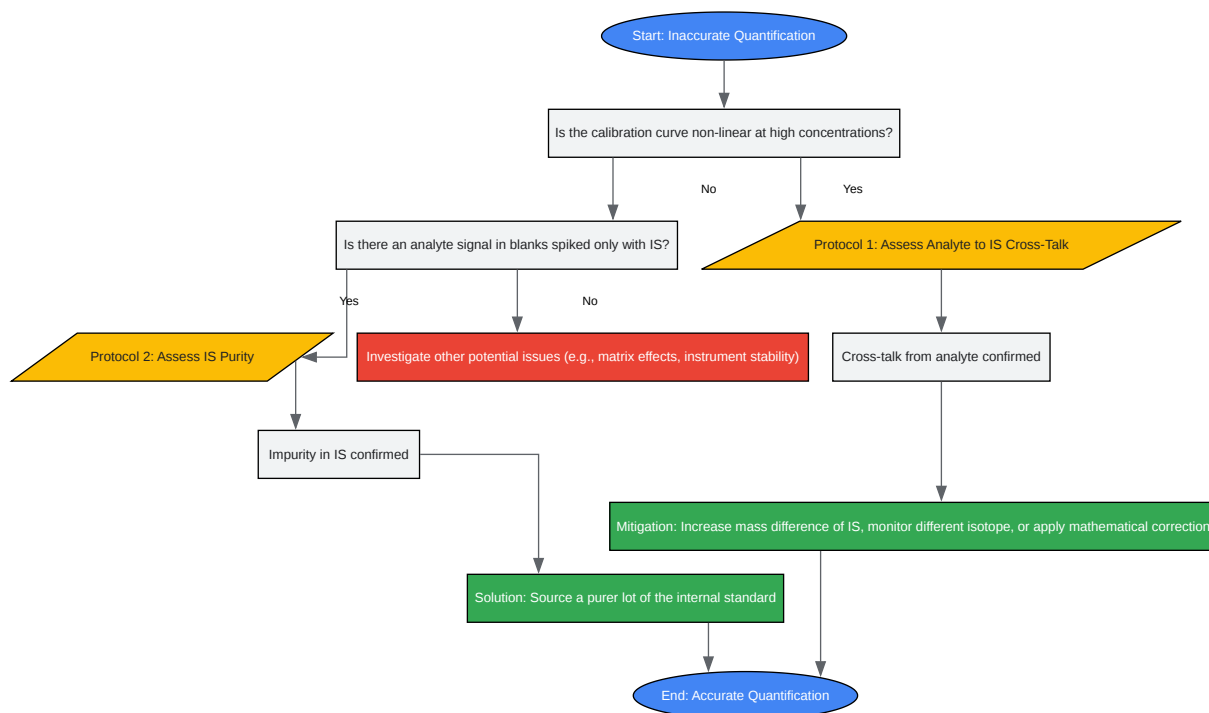 Start: Inaccurate Quantification
Is the calibration curve non-linear at high concentrations?
No
Yes
Is there an analyte signal in blanks spiked only with IS?
Protocol 1: Assess Analyte to IS Cross-Talk
Yes
No
Protocol 2: Assess IS Purity
Investigate other potential issues (e.g., matrix effects, instrument stability)
Cross-talk from analyte confirmed
Impurity in IS confirmed
Mitigation: Increase mass difference of IS, monitor different isotope, or apply mathematical correction
Solution: Source a purer lot of the internal standard
End: Accurate Quantification